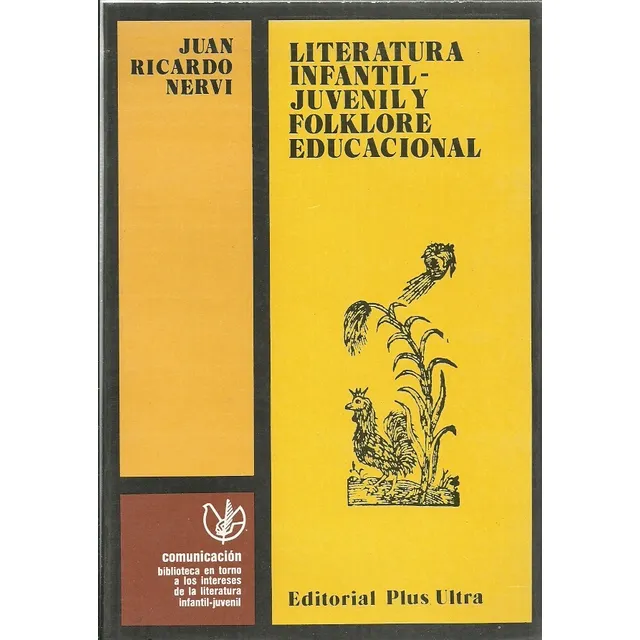 JUAN
RICARDO
NERVI
LITERATURA
INFANTIL-
JUVENIL Y
FOLKLORE
EDUCACIONAL
comunicación
biblioteca en torno
a los intereses
de la literatura
infantil-juvenil
Editorial Plus Ultra